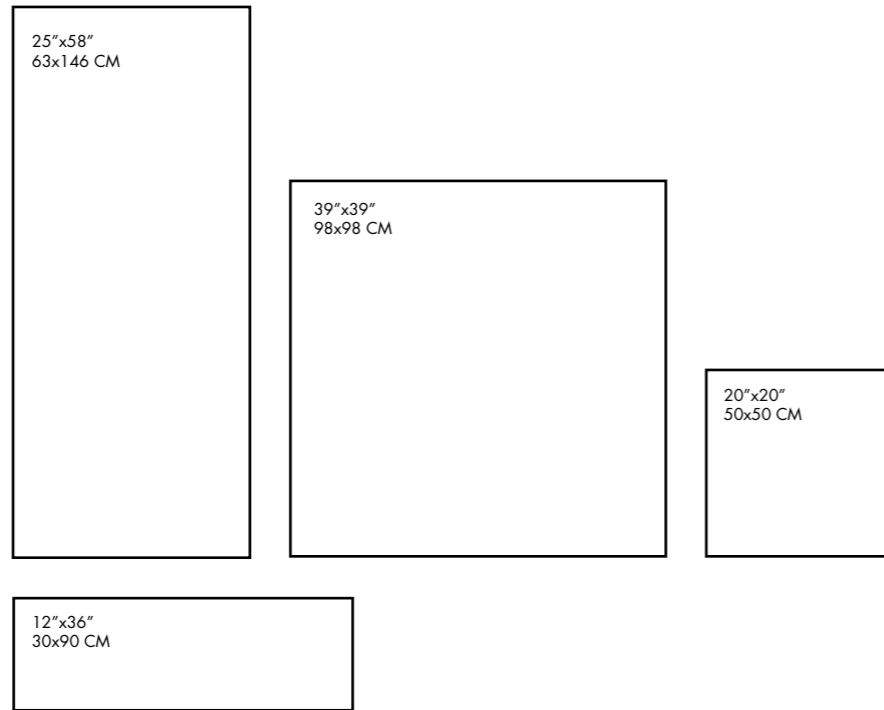 25”x58”
63x146 CM
39”x39”
98x98 CM
20”x20”
50x50 CM
12”x36”
30x90 CM